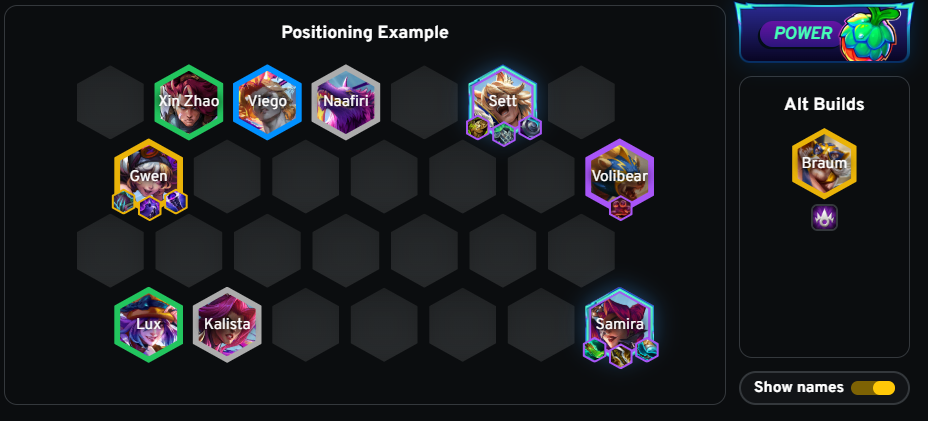 Positioning Example
POWER
Alt Builds
Xin Zhao
Viego
Naafiri
Sett
Gwen
Volibear
Braum
Lux
Kalista
Samira
Show names